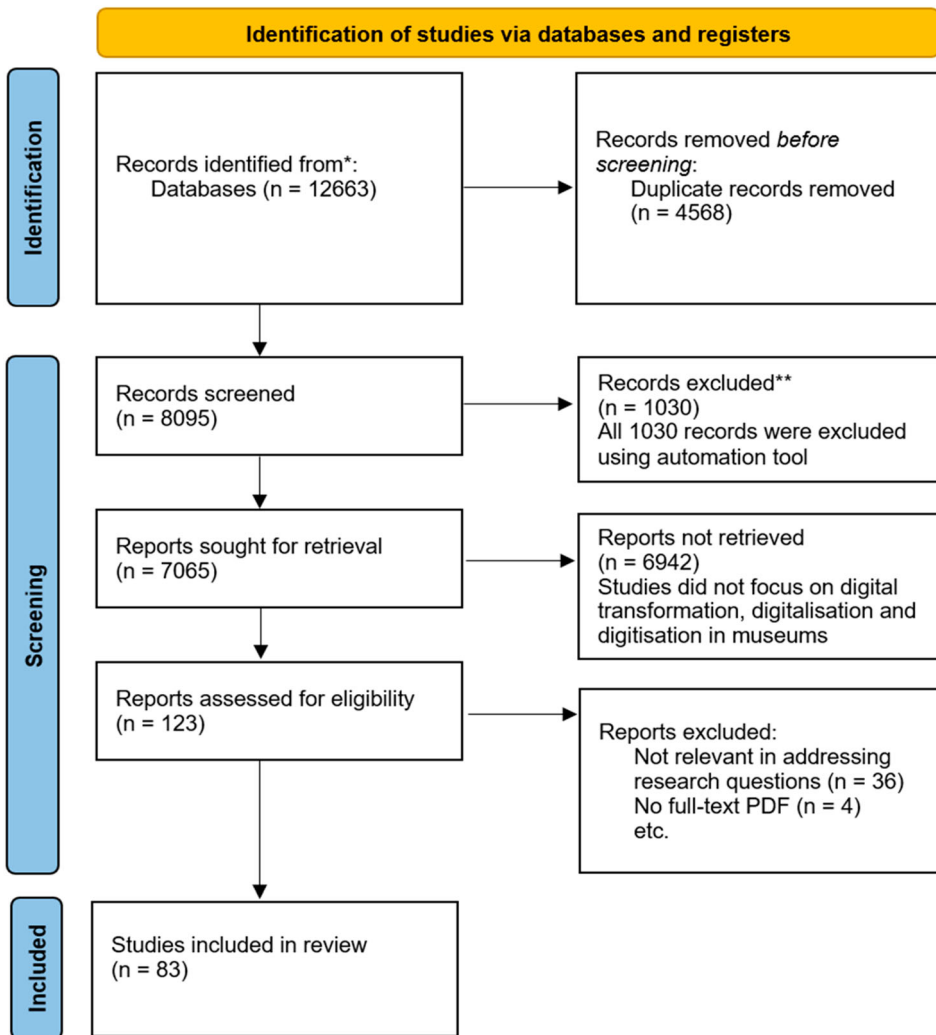 Identification of studies via databases and registers
Identification
Records identified from*:
Databases (n = 12663)
Records removed before
screening:
Duplicate records removed
(n = 4568)
Screening
Records screened
(n = 8095)
Records excluded**
(n = 1030)
All 1030 records were excluded
using automation tool
Reports sought for retrieval
(n = 7065)
Reports not retrieved
(n = 6942)
Studies did not focus on digital
transformation, digitalisation and
digitisation in museums
Reports assessed for eligibility
(n = 123)
Reports excluded:
Not relevant in addressing
research questions (n = 36)
No full-text PDF (n = 4)
etc.
Included
Studies included in review
(n = 83)